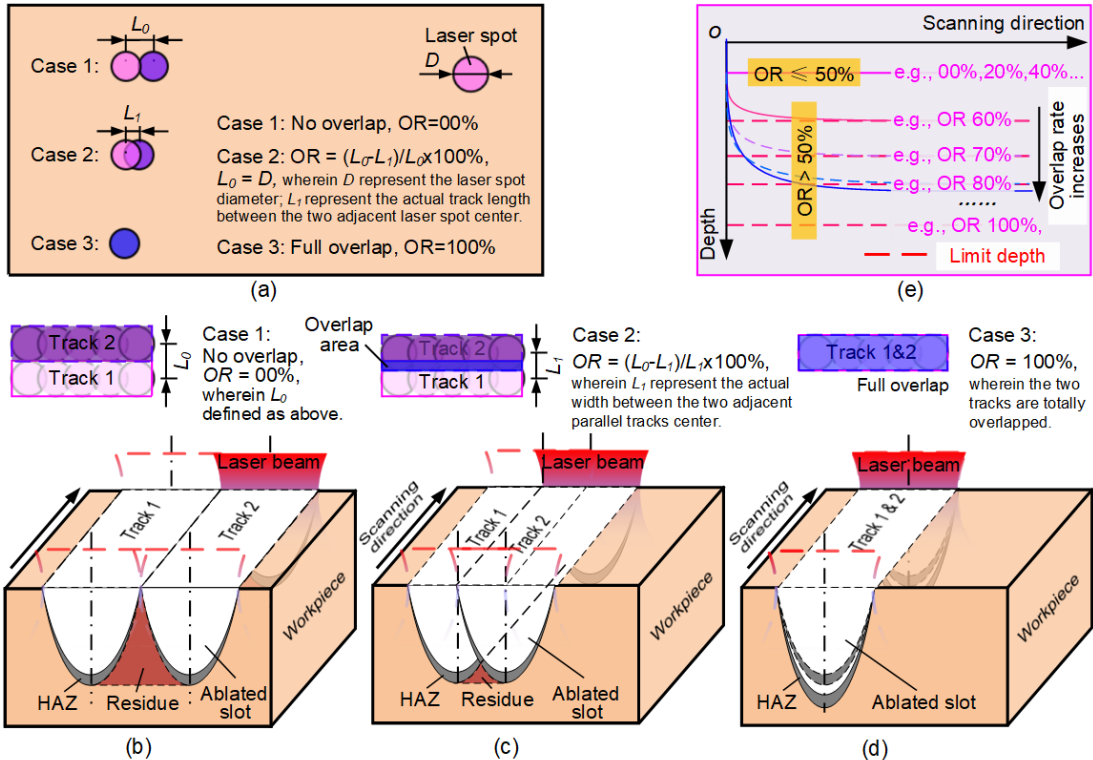 L₀
Case 1:
Laser spot
D
L₁
Case 2:
Case 1: No overlap, OR=00%
Case 2: OR = (L₀-L₁)/L₀x100%,
L₀ = D, wherein D represent the laser spot
diameter; L₁ represent the actual track length
between the two adjacent laser spot center.
Case 3:
Case 3: Full overlap, OR=100%
(a)
O
Scanning direction
OR ⩽ 50%
e.g., 00%,20%,40%...
e.g., OR 60%
OR > 50%
e.g., OR 70%
e.g., OR 80%
......
e.g., OR 100%,
Overlap rate
increases
Depth
Limit depth
(e)
Track 2
Track 1
L₀
Case 1:
No overlap,
OR = 00%,
wherein L₀
defined as above.
Laser beam
Scanning
direction
Track 1
Track 2
Workpiece
HAZ
Residue
Ablated
slot
(b)
Overlap
area
Track 2
Track 1
L₁
Case 2:
OR = (L₀-L₁)/L₁x100%,
wherein L₁ represent the actual
width between the two adjacent
parallel tracks center.
Laser beam
Scanning
direction
Track 1
Track 2
Workpiece
HAZ
Residue
Ablated
slot
(c)
Track 1&2
Full overlap
Case 3:
OR = 100%,
wherein the two
tracks are totally
overlapped.
Laser beam
Scanning
direction
Track 1 & 2
Workpiece
HAZ
Ablated slot
(d)